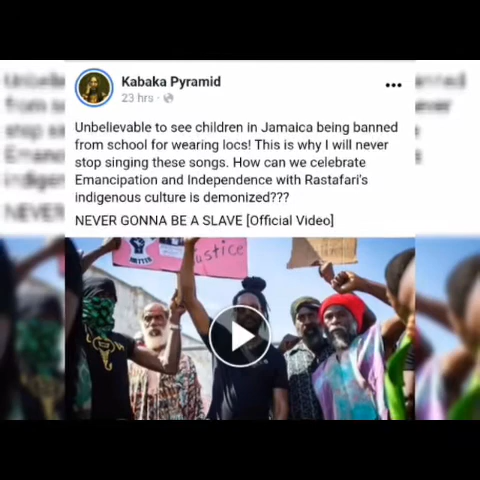 Kabaka Pyramid
23 hrs ·
Unbelievable to see children in Jamaica being banned
from school for wearing locs! This is why I will never
stop singing these songs. How can we celebrate
Emancipation and Independence with Rastafari's
indigenous culture is demonized???
NEVER GONNA BE A SLAVE [Official Video]
ustice
MATTER